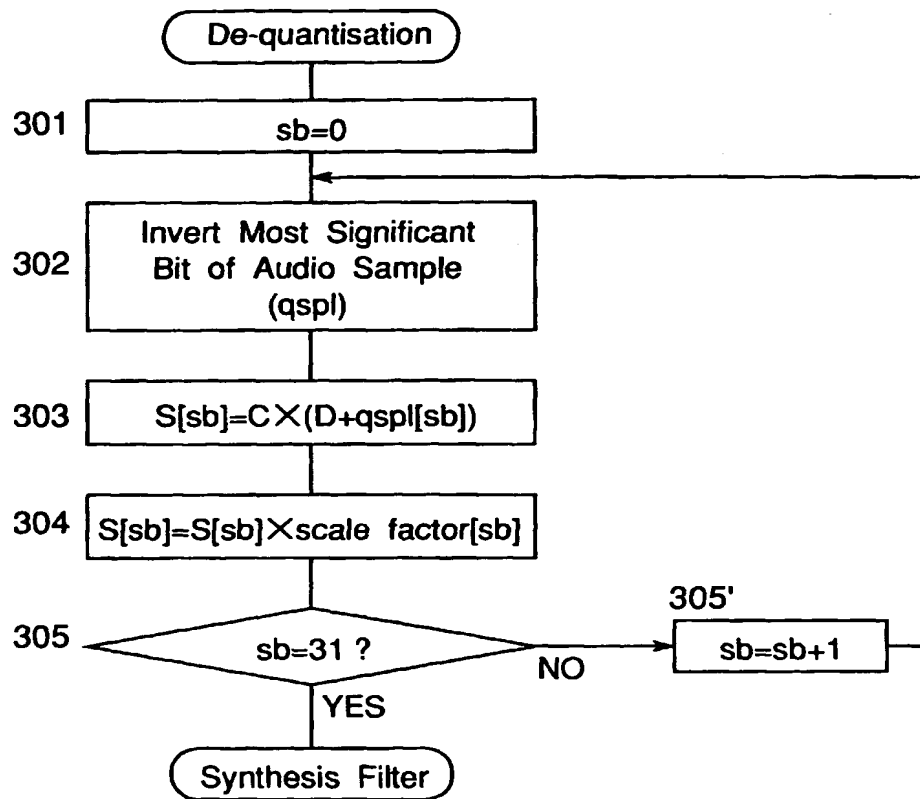 De-quantisation
301
sb=0
302
Invert Most Significant
Bit of Audio Sample
(qspl)
303
S[sb]=C×(D+qspl[sb])
304
S[sb]=S[sb]×scale factor[sb]
305
sb=31 ?
NO
305'
sb=sb+1
YES
Synthesis Filter